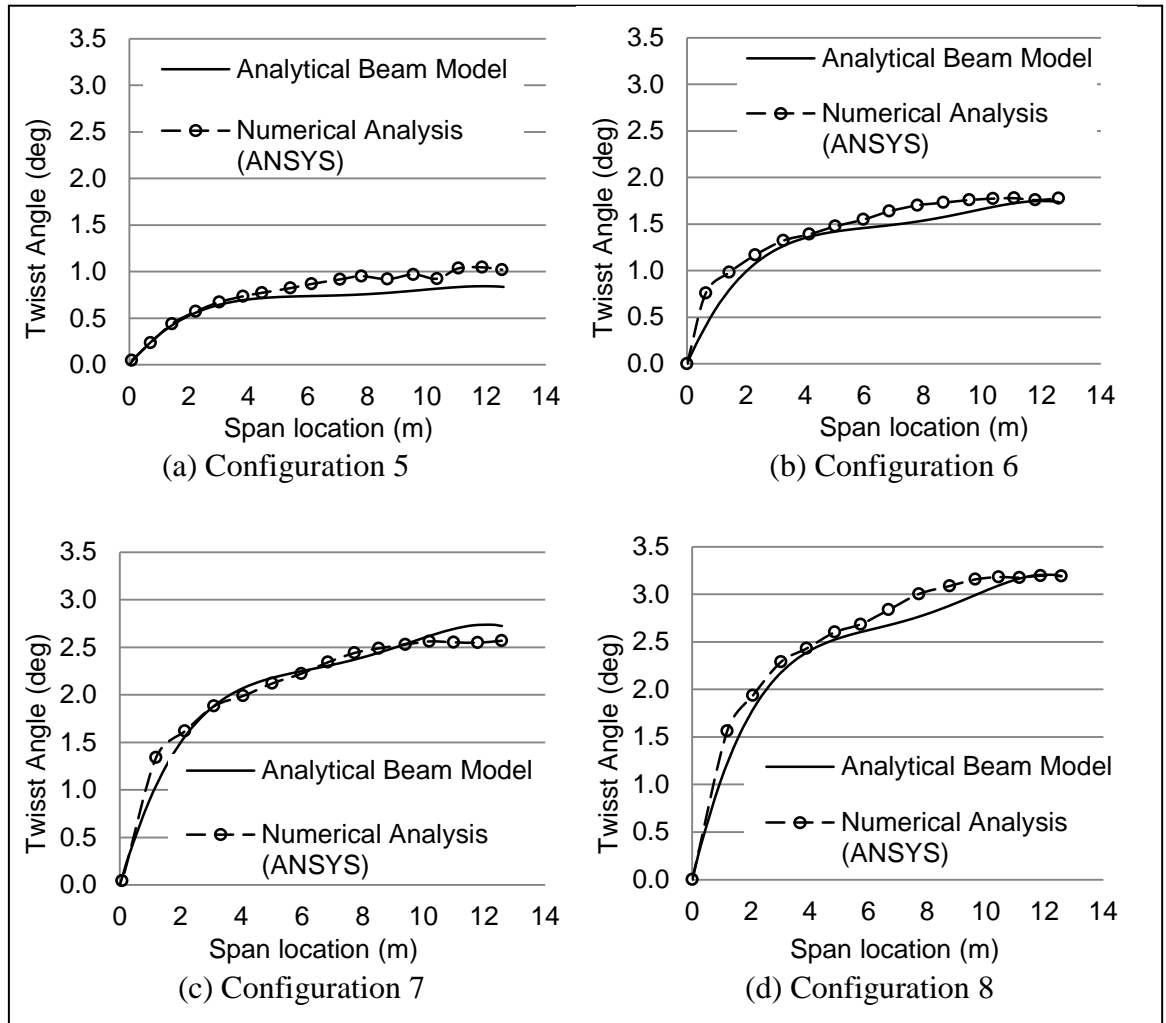 3.5
3.0
2.5
2.0
1.5
1.0
0.5
0.0
Twisst Angle (deg)
Analytical Beam Model
Numerical Analysis
(ANSYS)
0 2 4 6 8 10 12 14
Span location (m)
(a) Configuration 5
3.5
3.0
2.5
2.0
1.5
1.0
0.5
0.0
Twisst Angle (deg)
Analytical Beam Model
Numerical Analysis
(ANSYS)
0 2 4 6 8 10 12 14
Span location (m)
(b) Configuration 6
3.5
3.0
2.5
2.0
1.5
1.0
0.5
0.0
Twisst Angle (deg)
Analytical Beam Model
Numerical Analysis
(ANSYS)
0 2 4 6 8 10 12 14
Span location (m)
(c) Configuration 7
3.5
3.0
2.5
2.0
1.5
1.0
0.5
0.0
Twisst Angle (deg)
Analytical Beam Model
Numerical Analysis
(ANSYS)
0 2 4 6 8 10 12 14
Span location (m)
(d) Configuration 8